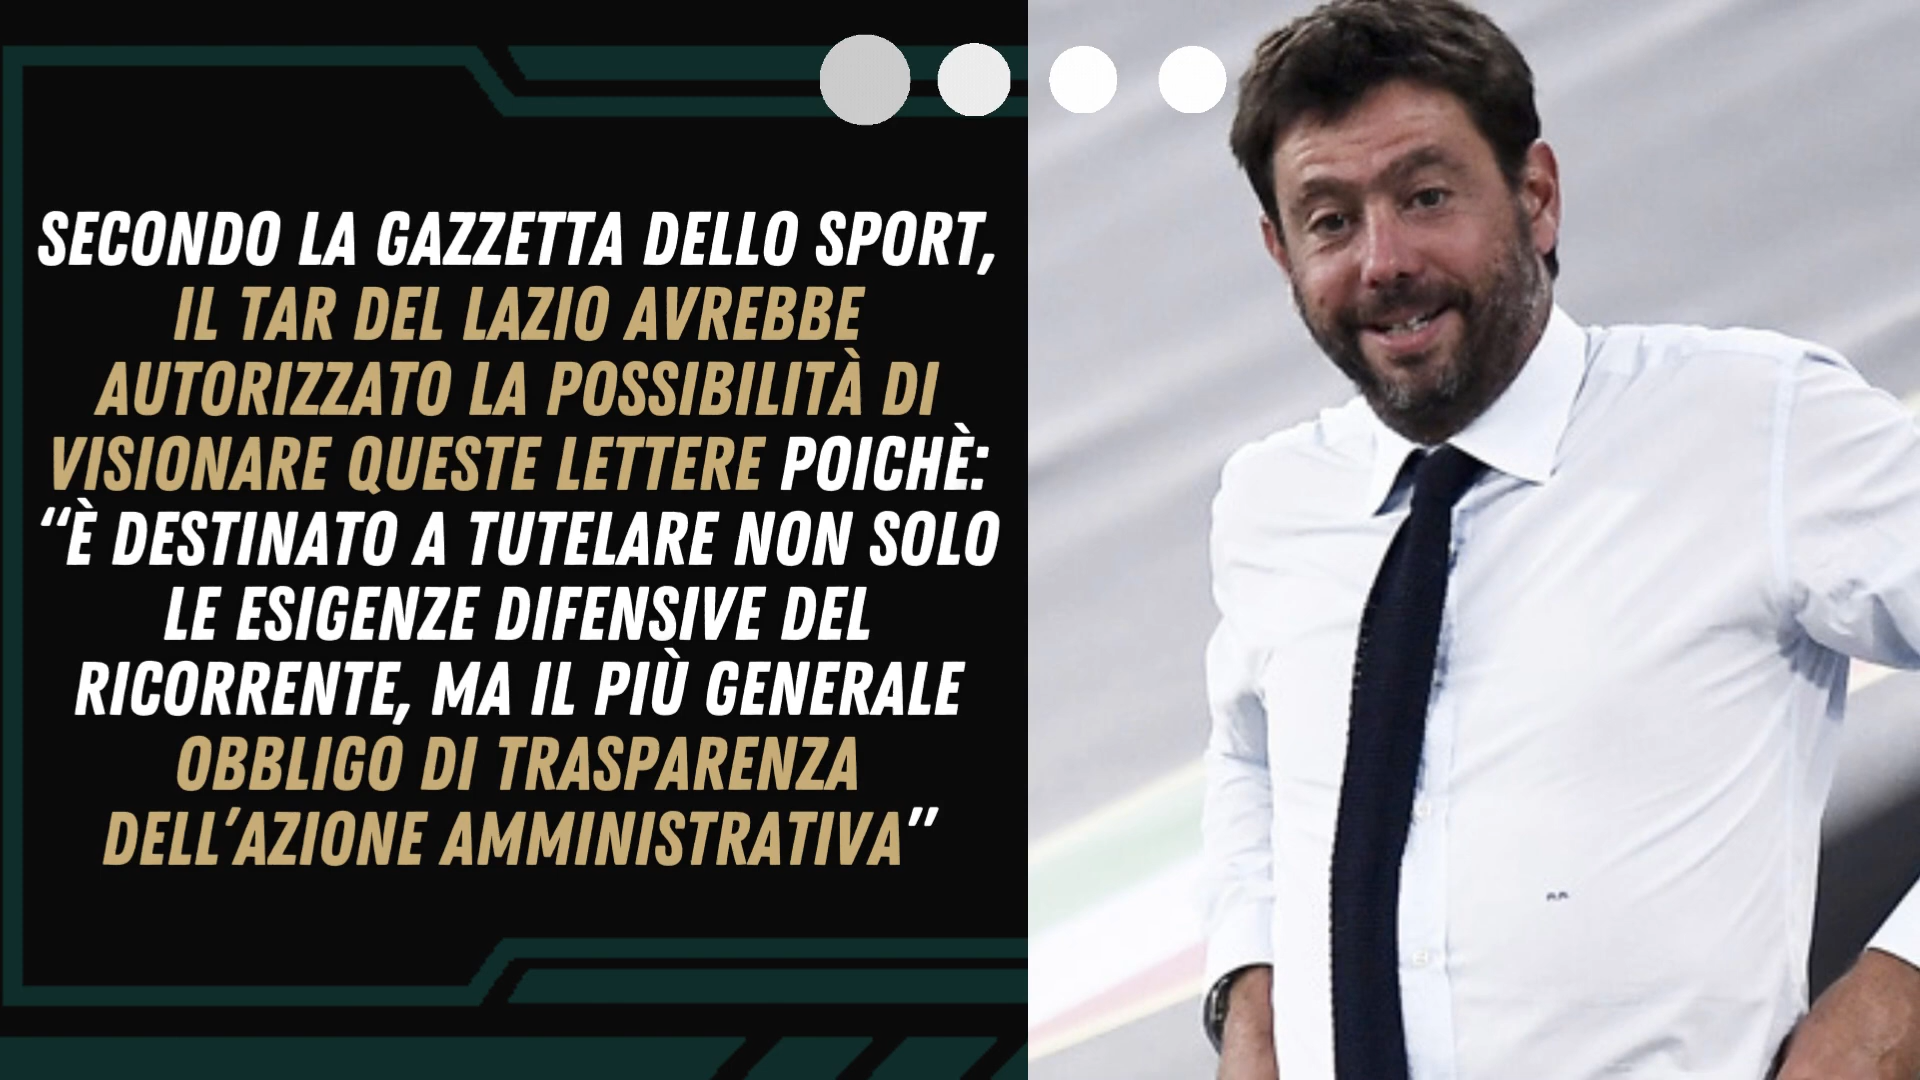 SECONDO LA GAZZETTA DELLO SPORT,
IL TAR DEL LAZIO AVREBBE
AUTORIZZATO LA POSSIBILITÀ DI
VISIONARE QUESTE LETTERE POICHÈ:
“È DESTINATO A TUTELARE NON SOLO
LE ESIGENZE DIFENSIVE DEL
RICORRENTE, MA IL PIÙ GENERALE
OBBLIGO DI TRASPARENZA
DELL’AZIONE AMMINISTRATIVA”